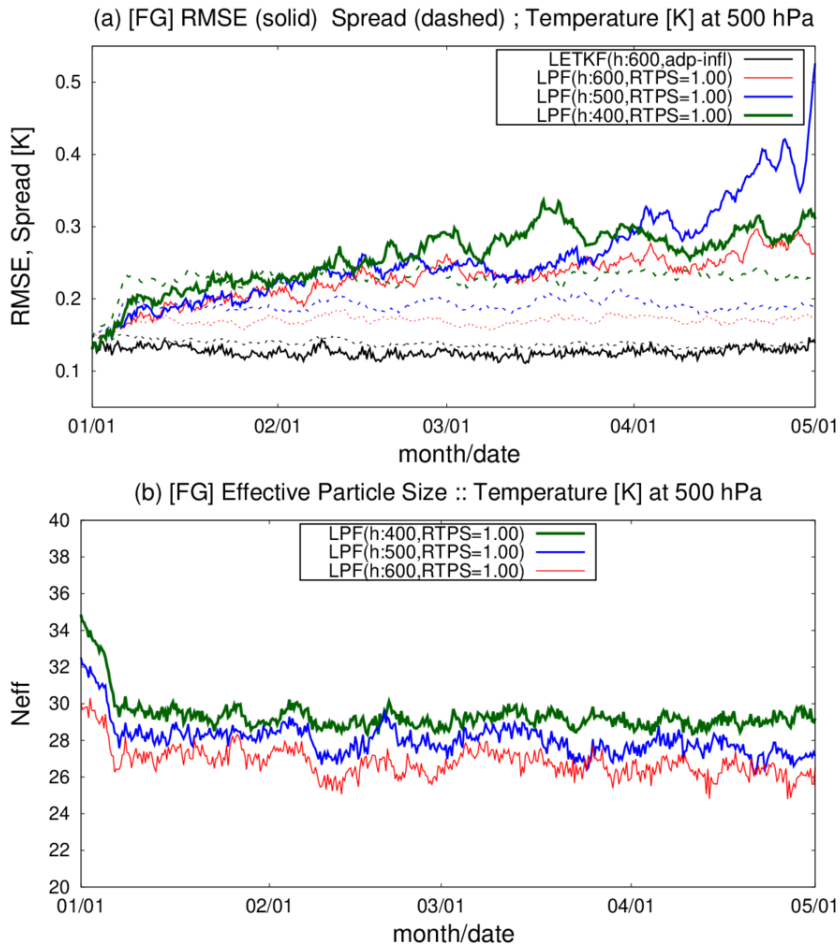 (a) [FG] RMSE (solid)  Spread (dashed) ; Temperature [K] at 500 hPa
LETKF(h:600,adp-infl)
LPF(h:600,RTPS=1.00)
LPF(h:500,RTPS=1.00)
LPF(h:400,RTPS=1.00)
RMSE, Spread [K]
0.5
0.4
0.3
0.2
0.1
01/01 02/01 03/01 04/01 05/01
month/date
(b) [FG] Effective Particle Size :: Temperature [K] at 500 hPa
LPF(h:400,RTPS=1.00)
LPF(h:500,RTPS=1.00)
LPF(h:600,RTPS=1.00)
Neff
40
38
36
34
32
30
28
26
24
22
20
01/01 02/01 03/01 04/01 05/01
month/date